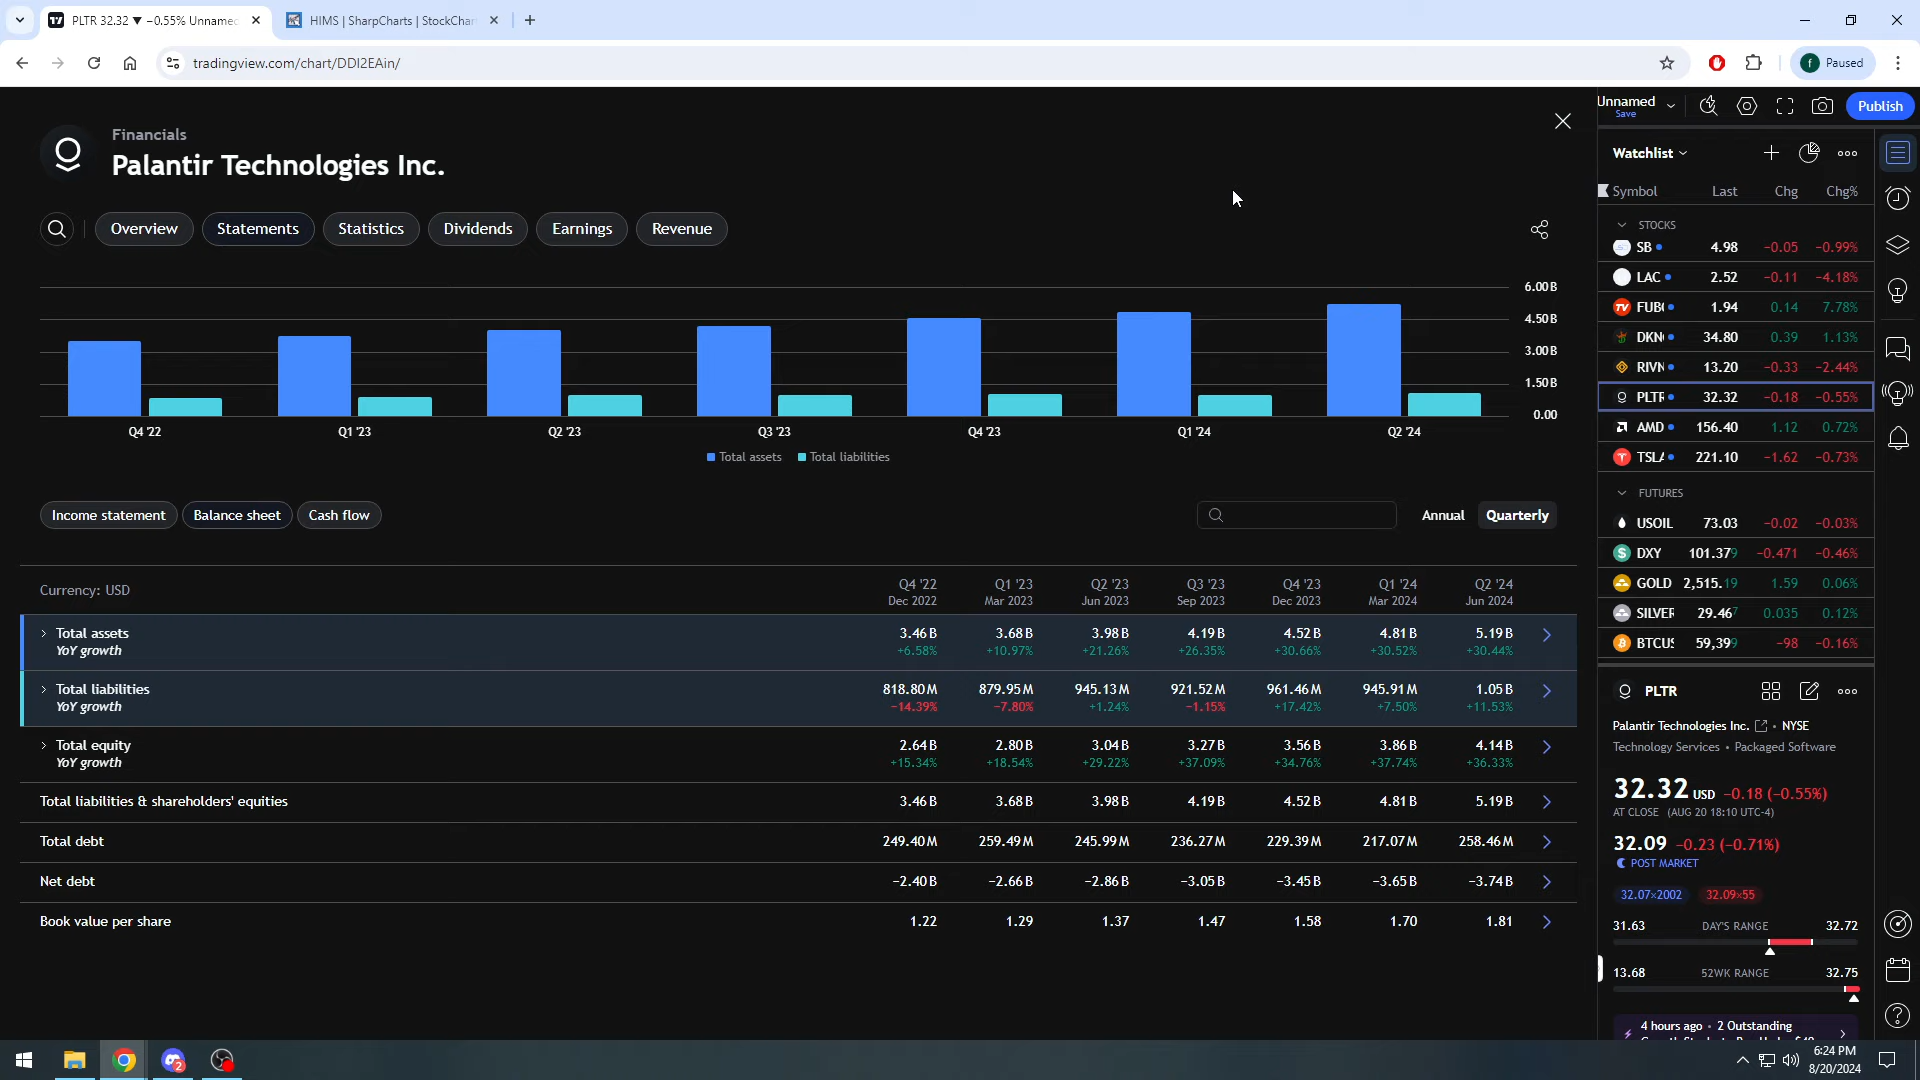 PLTR 32.32 ▼ −0.55% Unname
HIMS | SharpCharts | StockChar
tradingview.com/chart/DDI2EAin/
f Paused
Financials
Palantir Technologies Inc.
Overview Statements Statistics Dividends Earnings Revenue
6.00 B
4.50 B
3.00 B
1.50 B
0.00
Q4 '22 Q1 '23 Q2 '23 Q3 '23 Q4 '23 Q1 '24 Q2 '24
Total assets Total liabilities
Income statement Balance sheet Cash flow
Annual Quarterly
Currency: USD
Q4 '22 Q1 '23 Q2 '23 Q3 '23 Q4 '23 Q1 '24 Q2 '24
Dec 2022 Mar 2023 Jun 2023 Sep 2023 Dec 2023 Mar 2024 Jun 2024
Total assets 3.46 B 3.68 B 3.98 B 4.19 B 4.52 B 4.81 B 5.19 B
YoY growth +6.58% +10.97% +21.26% +26.35% +30.66% +30.52% +30.44%
Total liabilities 818.80 M 879.95 M 945.13 M 921.52 M 961.46 M 945.91 M 1.05 B
YoY growth −14.39% −7.80% +1.24% −1.15% +17.42% +7.50% +11.53%
Total equity 2.64 B 2.80 B 3.04 B 3.27 B 3.56 B 3.86 B 4.14 B
YoY growth +15.34% +18.54% +29.22% +37.09% +34.76% +37.74% +36.33%
Total liabilities & shareholders' equities 3.46 B 3.68 B 3.98 B 4.19 B 4.52 B 4.81 B 5.19 B
Total debt 249.40 M 259.49 M 245.99 M 236.27 M 229.39 M 217.07 M 258.46 M
Net debt −2.40 B −2.66 B −2.86 B −3.05 B −3.45 B −3.65 B −3.74 B
Book value per share 1.22 1.29 1.37 1.47 1.58 1.70 1.81
Unnamed
Save
Publish
Watchlist
Symbol Last Chg Chg%
STOCKS
SB 4.98 −0.05 −0.99%
LAC 2.52 −0.11 −4.18%
FUB 1.94 0.14 7.78%
DKN 34.80 0.39 1.13%
RIVN 13.20 −0.33 −2.44%
PLTR 32.32 −0.18 −0.55%
AMD 156.40 1.12 0.72%
TSLA 221.10 −1.62 −0.73%
FUTURES
USOIL 73.03 −0.02 −0.03%
DXY 101.379 −0.471 −0.46%
GOLD 2,515.19 1.59 0.06%
SILVER 29.467 0.035 0.12%
BTCUS 59,399 −98 −0.16%
PLTR
Palantir Technologies Inc. • NYSE
Technology Services • Packaged Software
32.32 USD −0.18 (−0.55%)
AT CLOSE (AUG 20 18:10 UTC-4)
32.09 −0.23 (−0.71%)
POST MARKET
32.07×2002 32.09×55
31.63 DAY'S RANGE 32.72
13.68 52WK RANGE 32.75
4 hours ago • 2 Outstanding
6:24 PM
8/20/2024
2